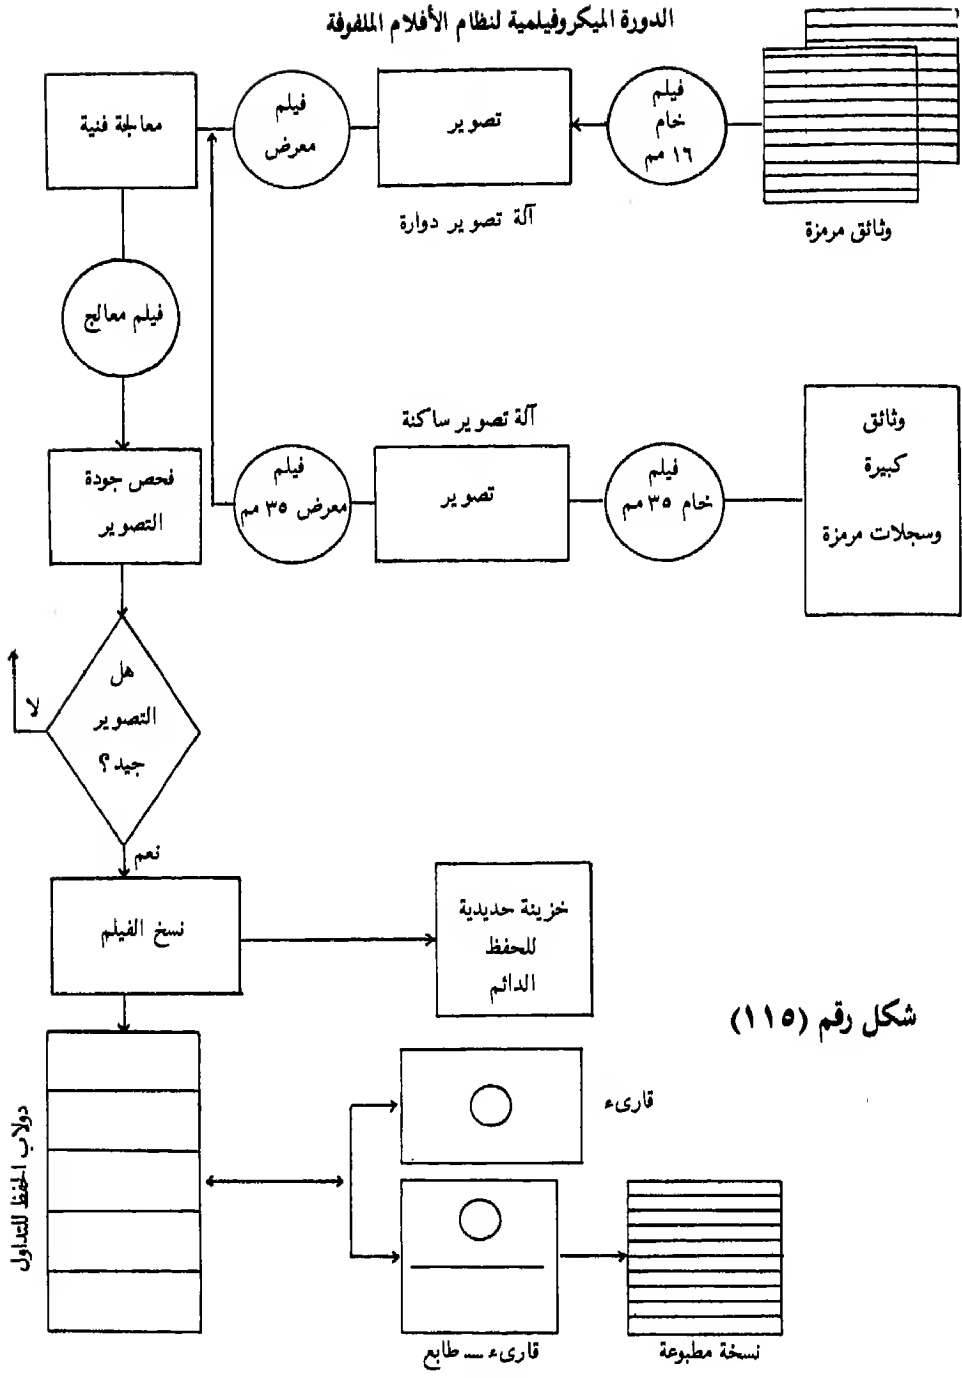 الدورة الميكروفيلمية لنظام الأفلام الملفوفة
وثائق مرمزة
فيلم
خام
١٦ مم
تصوير
آلة تصوير دوارة
فيلم
معرض
معالجة فنية
فيلم معالج
وثائق
كبيرة
وسجلات مرمزة
فيلم
خام ٣٥ مم
آلة تصوير ساكنة
تصوير
فيلم
معرض ٣٥ مم
فحص جودة
التصوير
هل
التصوير
جيد؟
لا
نعم
نسخ الفيلم
خزينة حديدية
للحفظ
الدائم
شكل رقم (١١٥)
دولاب الحفظ للتداول
قارىء
قارىء — طابع
نسخة مطبوعة